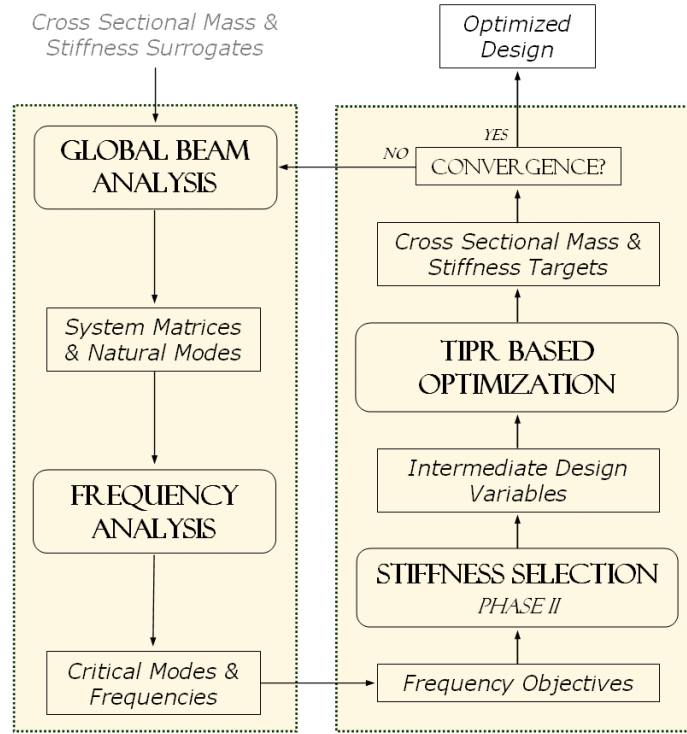 Cross Sectional Mass &
Stiffness Surrogates
GLOBAL BEAM
ANALYSIS
System Matrices
& Natural Modes
FREQUENCY
ANALYSIS
Critical Modes &
Frequencies
Optimized
Design
YES
NO
CONVERGENCE?
Cross Sectional Mass &
Stiffness Targets
TIPR BASED
OPTIMIZATION
Intermediate Design
Variables
STIFFNESS SELECTION
PHASE II
Frequency Objectives